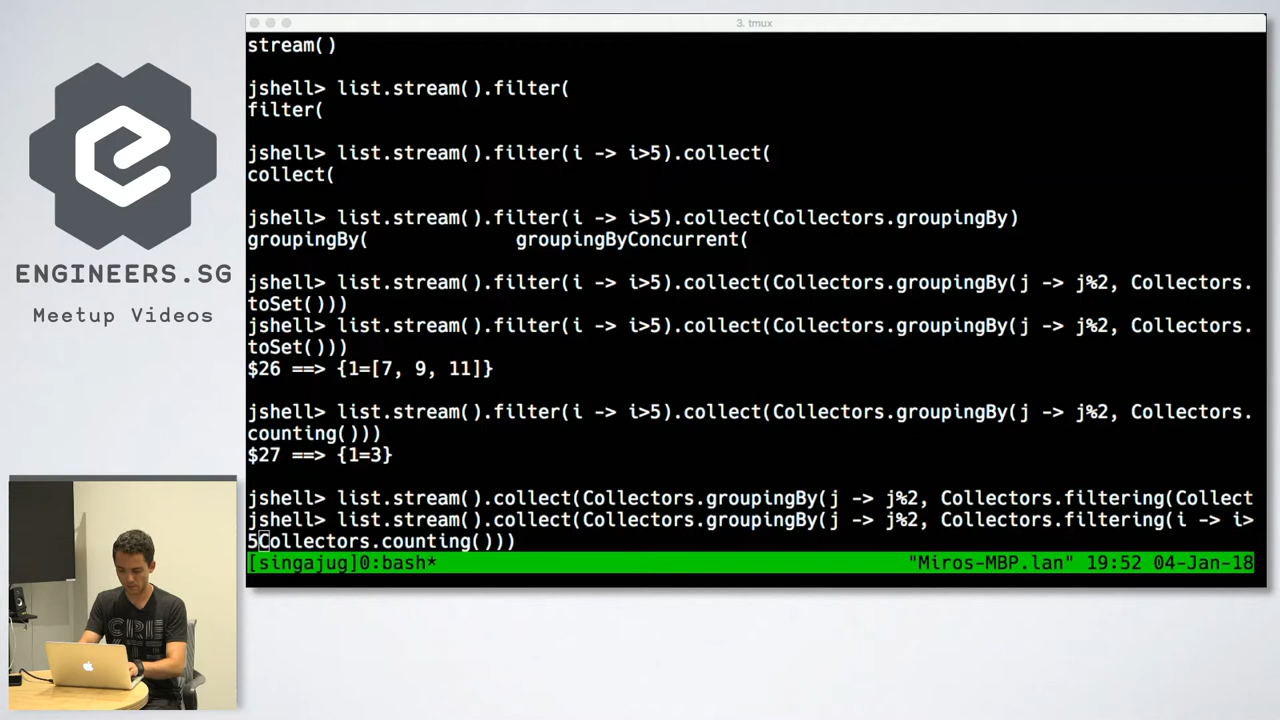 3. tmux
stream()
jshell> list.stream().filter(
filter(
jshell> list.stream().filter(i -> i>5).collect(
collect(
jshell> list.stream().filter(i -> i>5).collect(Collectors.groupingBy)
groupingBy( groupingByConcurrent(
jshell> list.stream().filter(i -> i>5).collect(Collectors.groupingBy(j -> j%2, Collectors.
toSet()))
jshell> list.stream().filter(i -> i>5).collect(Collectors.groupingBy(j -> j%2, Collectors.
toSet()))
$26 ==> {1=[7, 9, 11]}
jshell> list.stream().filter(i -> i>5).collect(Collectors.groupingBy(j -> j%2, Collectors.
counting()))
$27 ==> {1=3}
jshell> list.stream().collect(Collectors.groupingBy(j -> j%2, Collectors.filtering(Collect
jshell> list.stream().collect(Collectors.groupingBy(j -> j%2, Collectors.filtering(i -> i>
5Collectors.counting()))
[singajug]0:bash* "Miros-MBP.lan" 19:52 04-Jan-18
ENGINEERS.SG
Meetup Videos